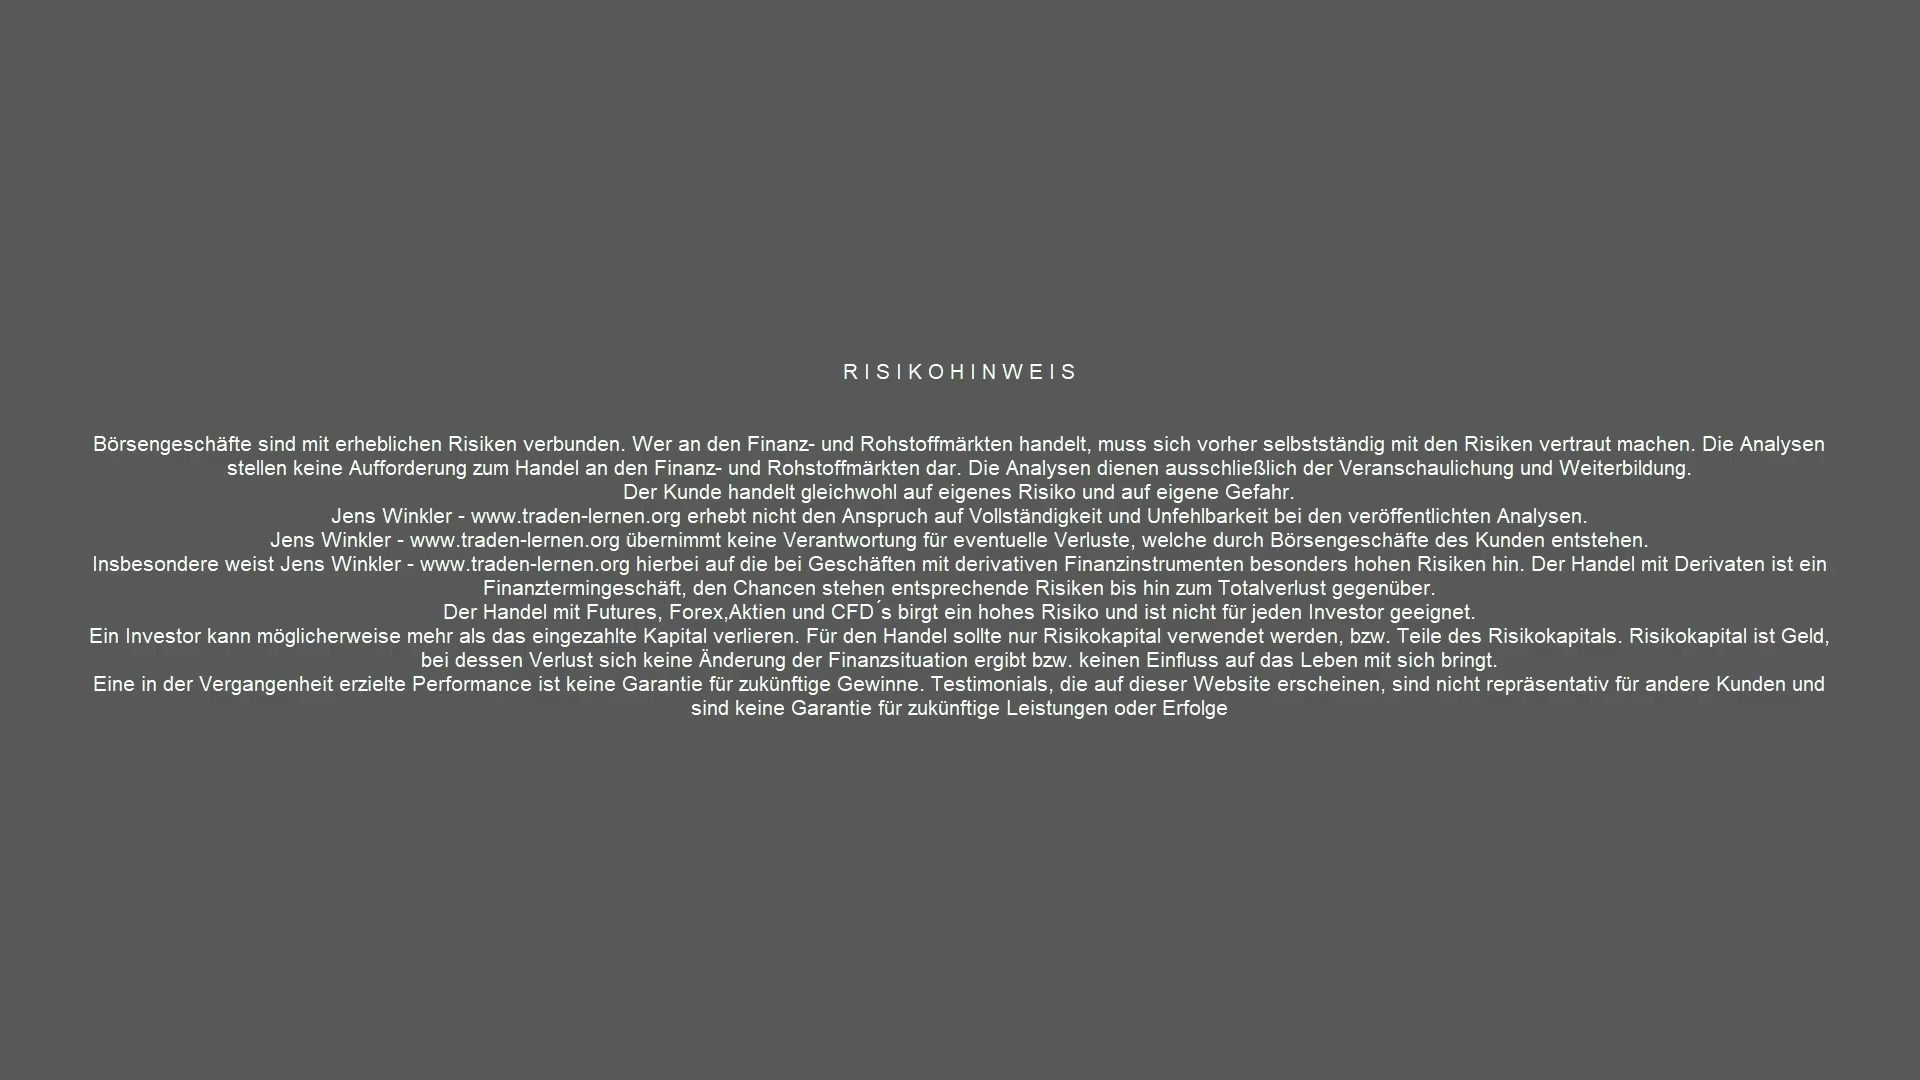 RISIKOHINWEIS
Börsengeschäfte sind mit erheblichen Risiken verbunden. Wer an den Finanz- und Rohstoffmärkten handelt, muss sich vorher selbstständig mit den Risiken vertraut machen. Die Analysen
stellen keine Aufforderung zum Handel an den Finanz- und Rohstoffmärkten dar. Die Analysen dienen ausschließlich der Veranschaulichung und Weiterbildung.
Der Kunde handelt gleichwohl auf eigenes Risiko und auf eigene Gefahr.
Jens Winkler - www.traden-lernen.org erhebt nicht den Anspruch auf Vollständigkeit und Unfehlbarkeit bei den veröffentlichten Analysen.
Jens Winkler - www.traden-lernen.org übernimmt keine Verantwortung für eventuelle Verluste, welche durch Börsengeschäfte des Kunden entstehen.
Insbesondere weist Jens Winkler - www.traden-lernen.org hierbei auf die bei Geschäften mit derivativen Finanzinstrumenten besonders hohen Risiken hin. Der Handel mit Derivaten ist ein
Finanztermingeschäft, den Chancen stehen entsprechende Risiken bis hin zum Totalverlust gegenüber.
Der Handel mit Futures, Forex,Aktien und CFD´s birgt ein hohes Risiko und ist nicht für jeden Investor geeignet.
Ein Investor kann möglicherweise mehr als das eingezahlte Kapital verlieren. Für den Handel sollte nur Risikokapital verwendet werden, bzw. Teile des Risikokapitals. Risikokapital ist Geld,
bei dessen Verlust sich keine Änderung der Finanzsituation ergibt bzw. keinen Einfluss auf das Leben mit sich bringt.
Eine in der Vergangenheit erzielte Performance ist keine Garantie für zukünftige Gewinne. Testimonials, die auf dieser Website erscheinen, sind nicht repräsentativ für andere Kunden und
sind keine Garantie für zukünftige Leistungen oder Erfolge